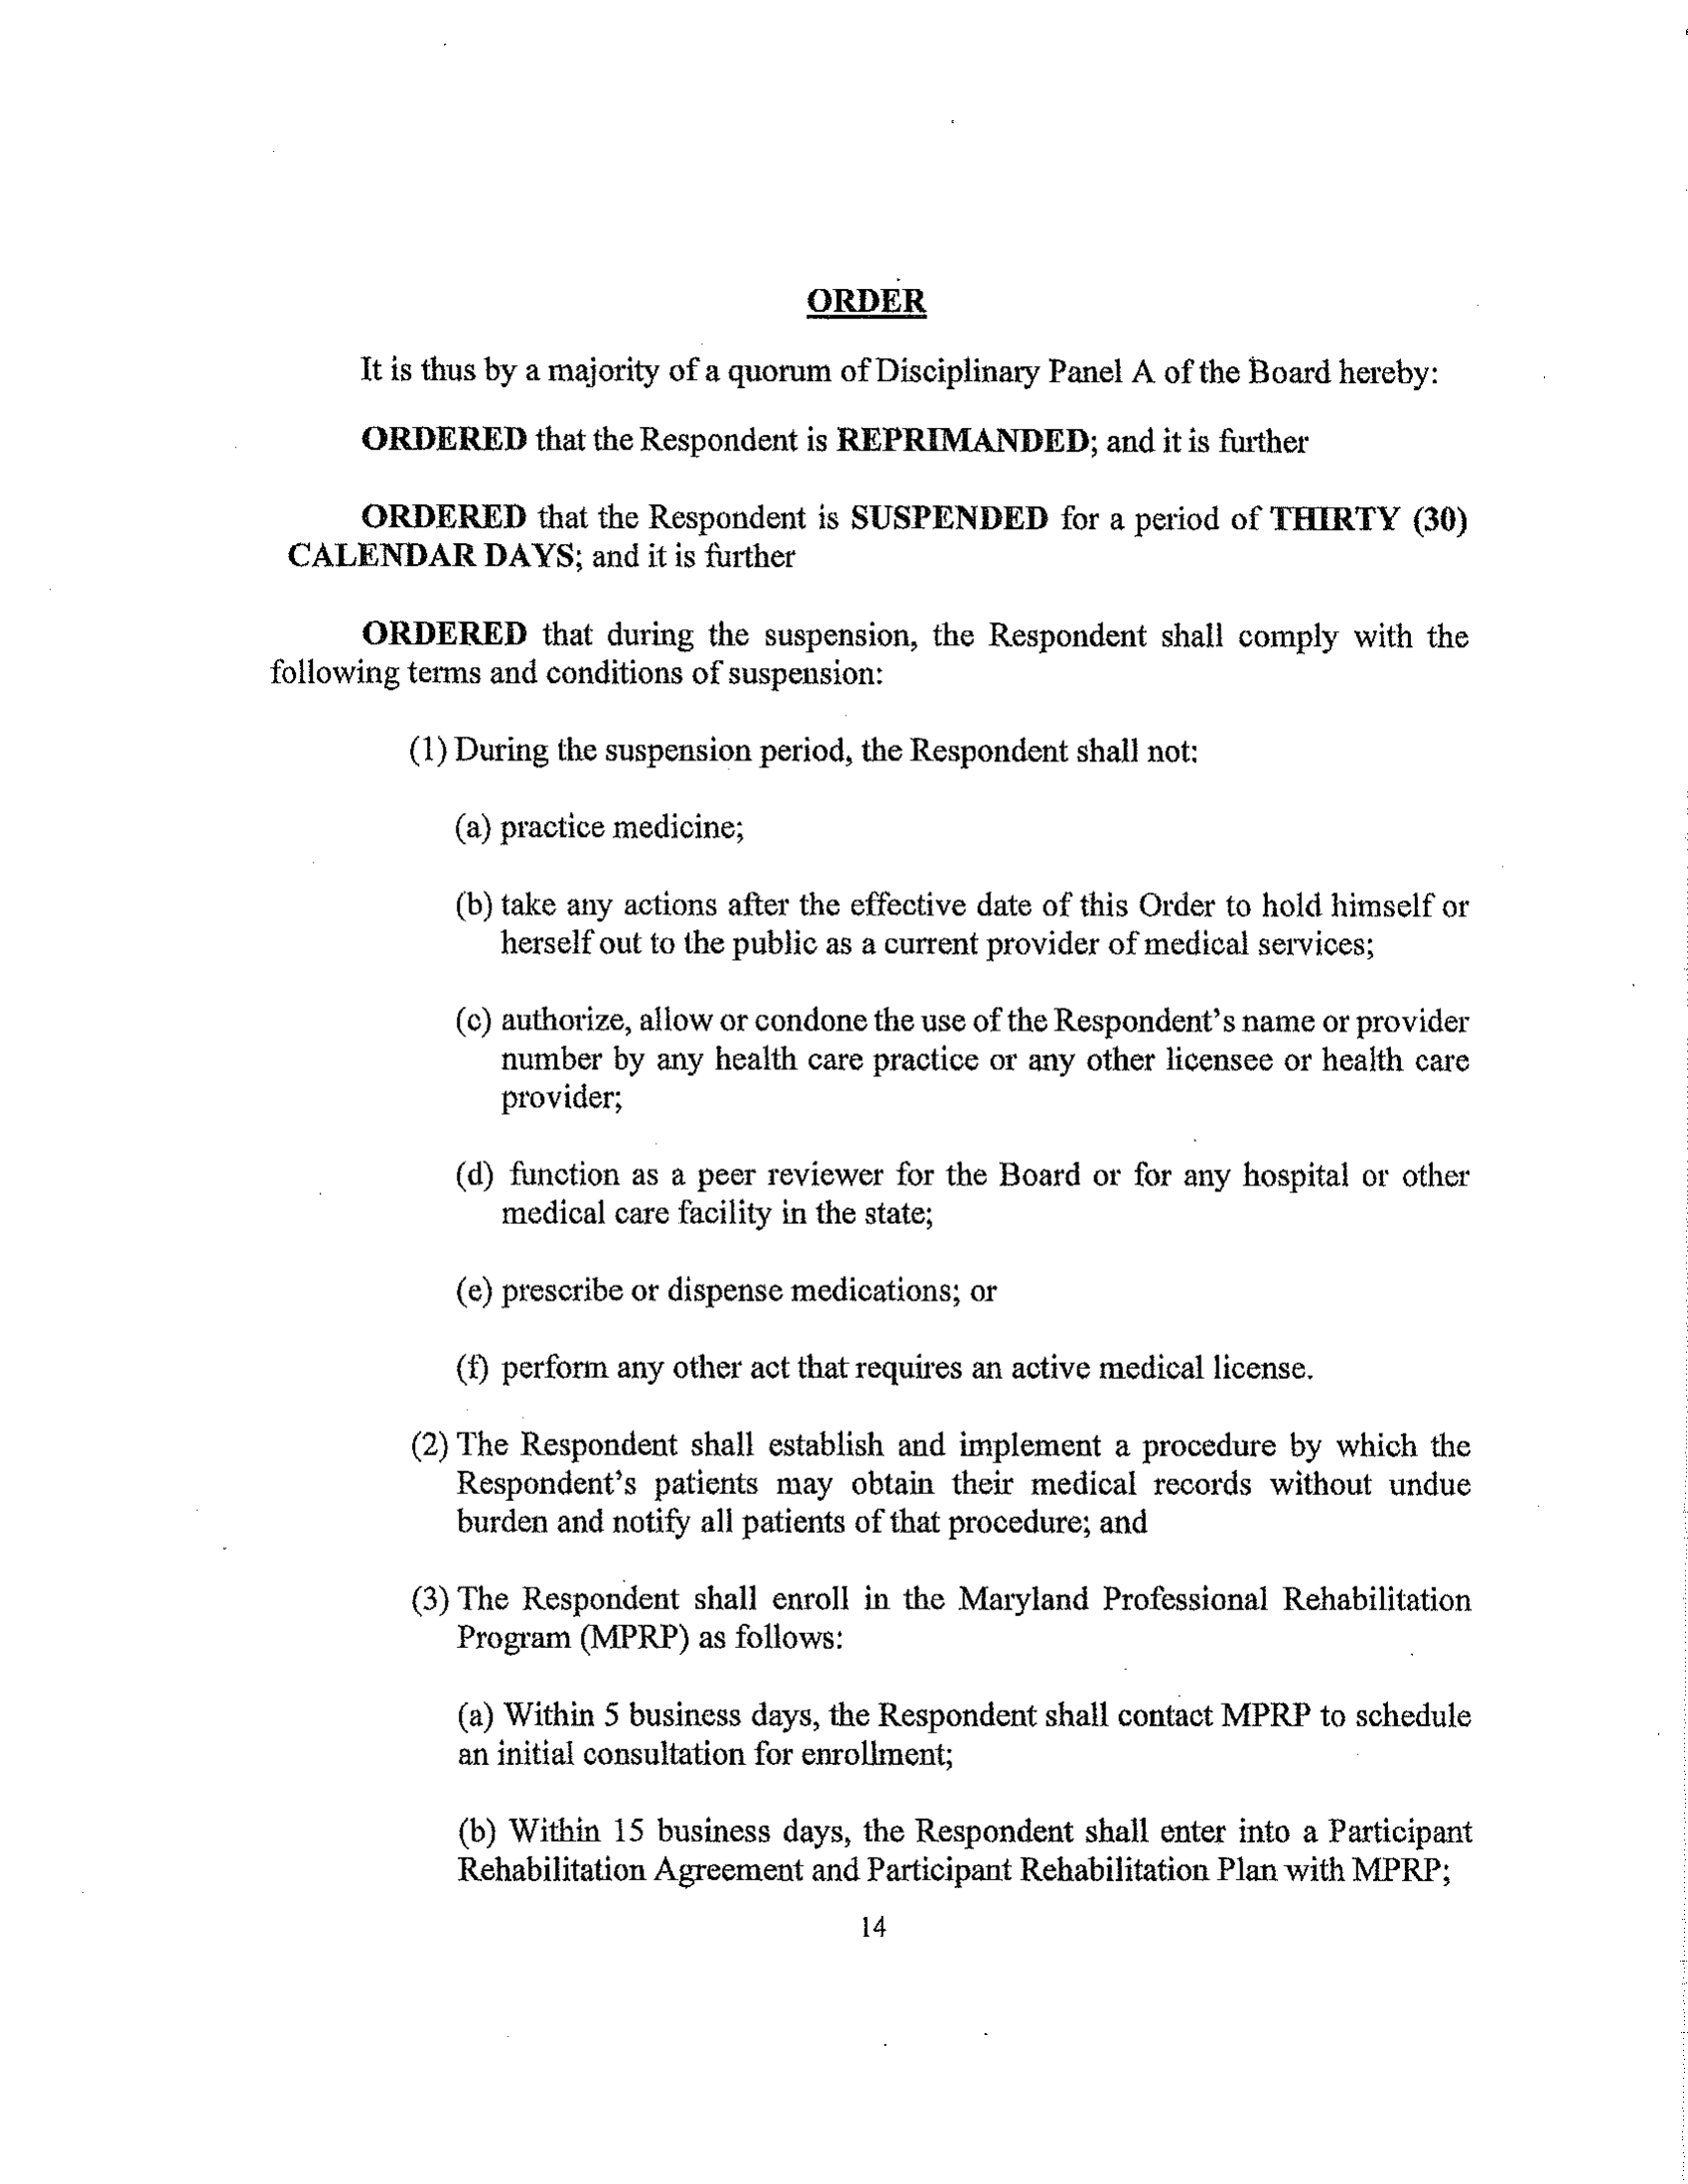 ORDER
It is thus by a majority of a quorum of Disciplinary Panel A of the Board hereby:
ORDERED that the Respondent is REPRIMANDED; and it is further
ORDERED that the Respondent is SUSPENDED for a period of THIRTY (30)
CALENDAR DAYS; and it is further
ORDERED that during the suspension, the Respondent shall comply with the
following terms and conditions of suspension:
(1) During the suspension period, the Respondent shall not:
(a) practice medicine;
(b) take any actions after the effective date of this Order to hold himself or
herself out to the public as a current provider of medical services;
(c) authorize, allow or condone the use of the Respondent's name or provider
number by any health care practice or any other licensee or health care
provider;
(d) function as a peer reviewer for the Board or for any hospital or other
medical care facility in the state;
(e) prescribe or dispense medications; or
(f) perform any other act that requires an active medical license.
(2) The Respondent shall establish and implement a procedure by which the
Respondent's patients may obtain their medical records without undue
burden and notify all patients of that procedure; and
(3) The Respondent shall enroll in the Maryland Professional Rehabilitation
Program (MPRP) as follows:
(a) Within 5 business days, the Respondent shall contact MPRP to schedule
an initial consultation for enrollment;
(b) Within 15 business days, the Respondent shall enter into a Participant
Rehabilitation Agreement and Participant Rehabilitation Plan with MPRP;
14